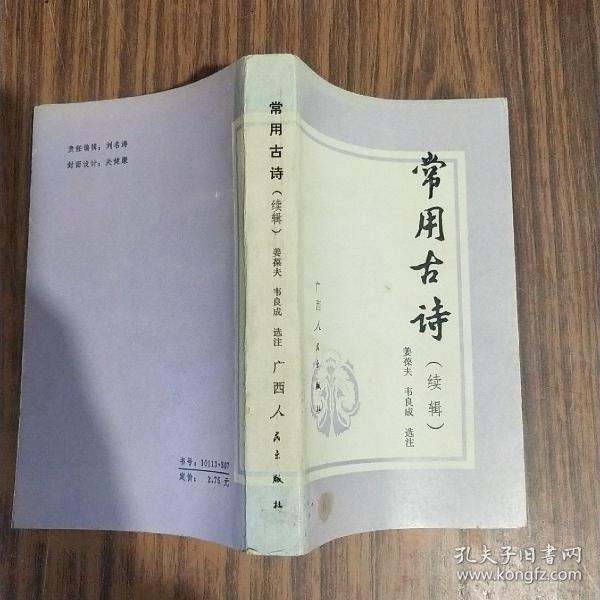 责任编辑：刘名涛
封面设计：关健康
书号：10113·307
定价：2.75元
常用古诗（续辑）姜葆夫 韦良成 选注 广西人民出版社
常用古诗（续辑）
姜葆夫 韦良成 选注
广西人民出版社
孔夫子旧书网
www.kongfz.com